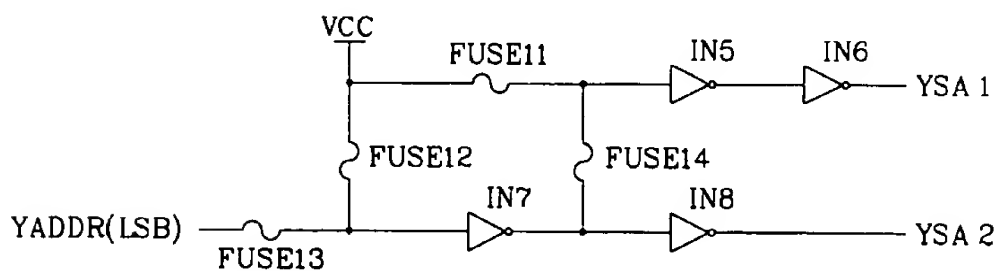 VCC
FUSE11
IN5
IN6
YSA 1
FUSE12
FUSE14
IN7
IN8
YADDR(LSB)
FUSE13
YSA 2